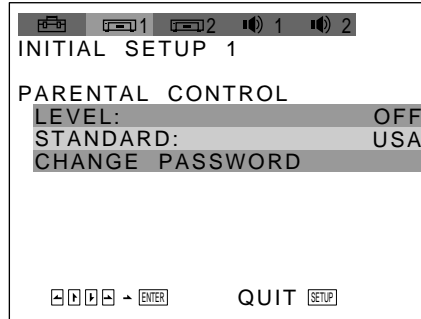 1 2 1 2
INITIAL SETUP 1
PARENTAL CONTROL
LEVEL: OFF
STANDARD: USA
CHANGE PASSWORD
ENTER QUIT SETUP